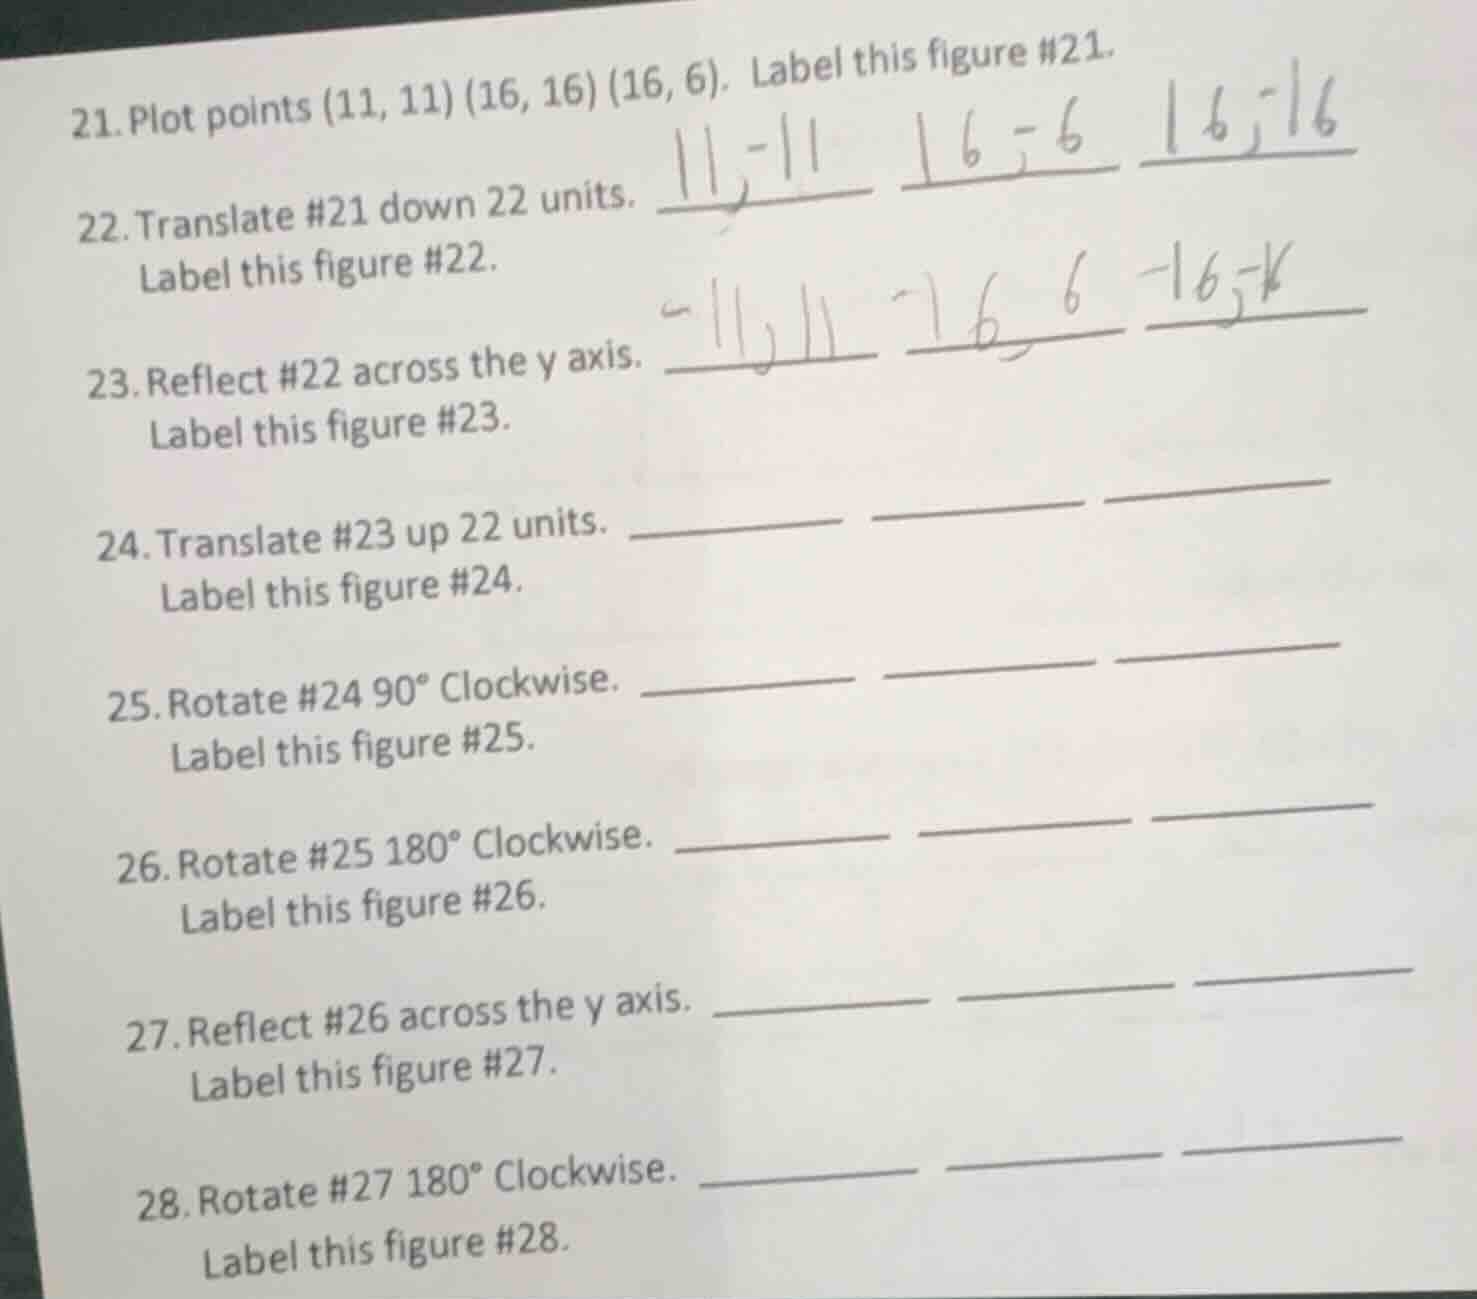 21. Plot points (11, 11) (16, 16) (16, 6). Label this figure #21.
22. Translate #21 down 22 units. 11,-11 16,-6 16,-16
Label this figure #22.
23. Reflect #22 across the y axis. -11,11 -16, 6 -16,-
Label this figure #23.
24. Translate #23 up 22 units.
Label this figure #24.
25. Rotate #24 90° Clockwise.
Label this figure #25.
26. Rotate #25 180° Clockwise.
Label this figure #26.
27. Reflect #26 across the y axis.
Label this figure #27.
28. Rotate #27 180° Clockwise.
Label this figure #28.